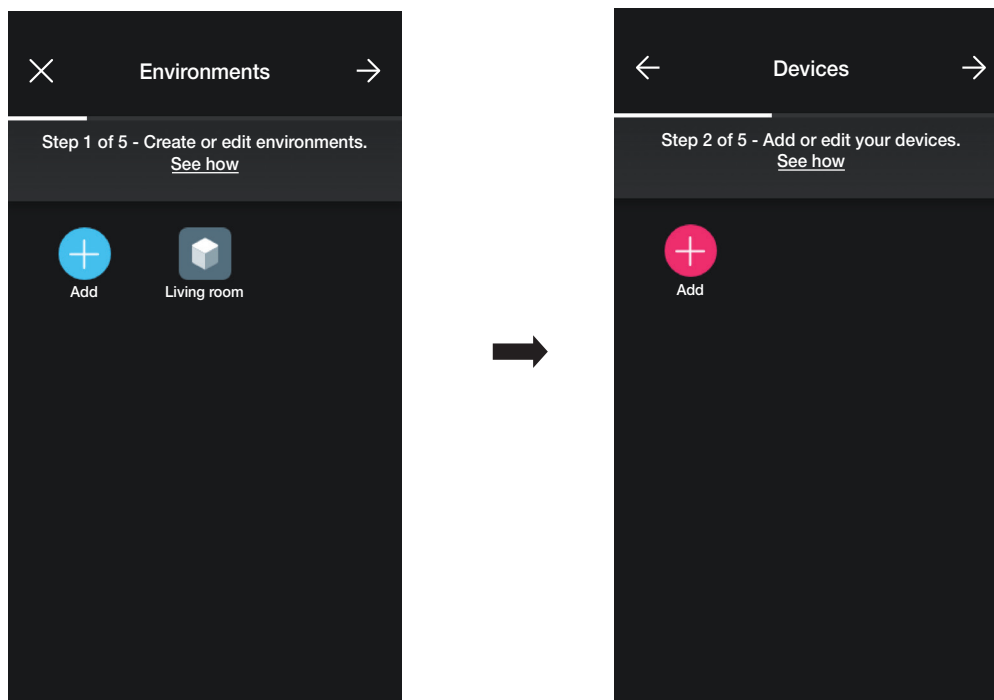 Environments
Step 1 of 5 - Create or edit environments.
See how
Add
Living room
Devices
Step 2 of 5 - Add or edit your devices.
See how
Add